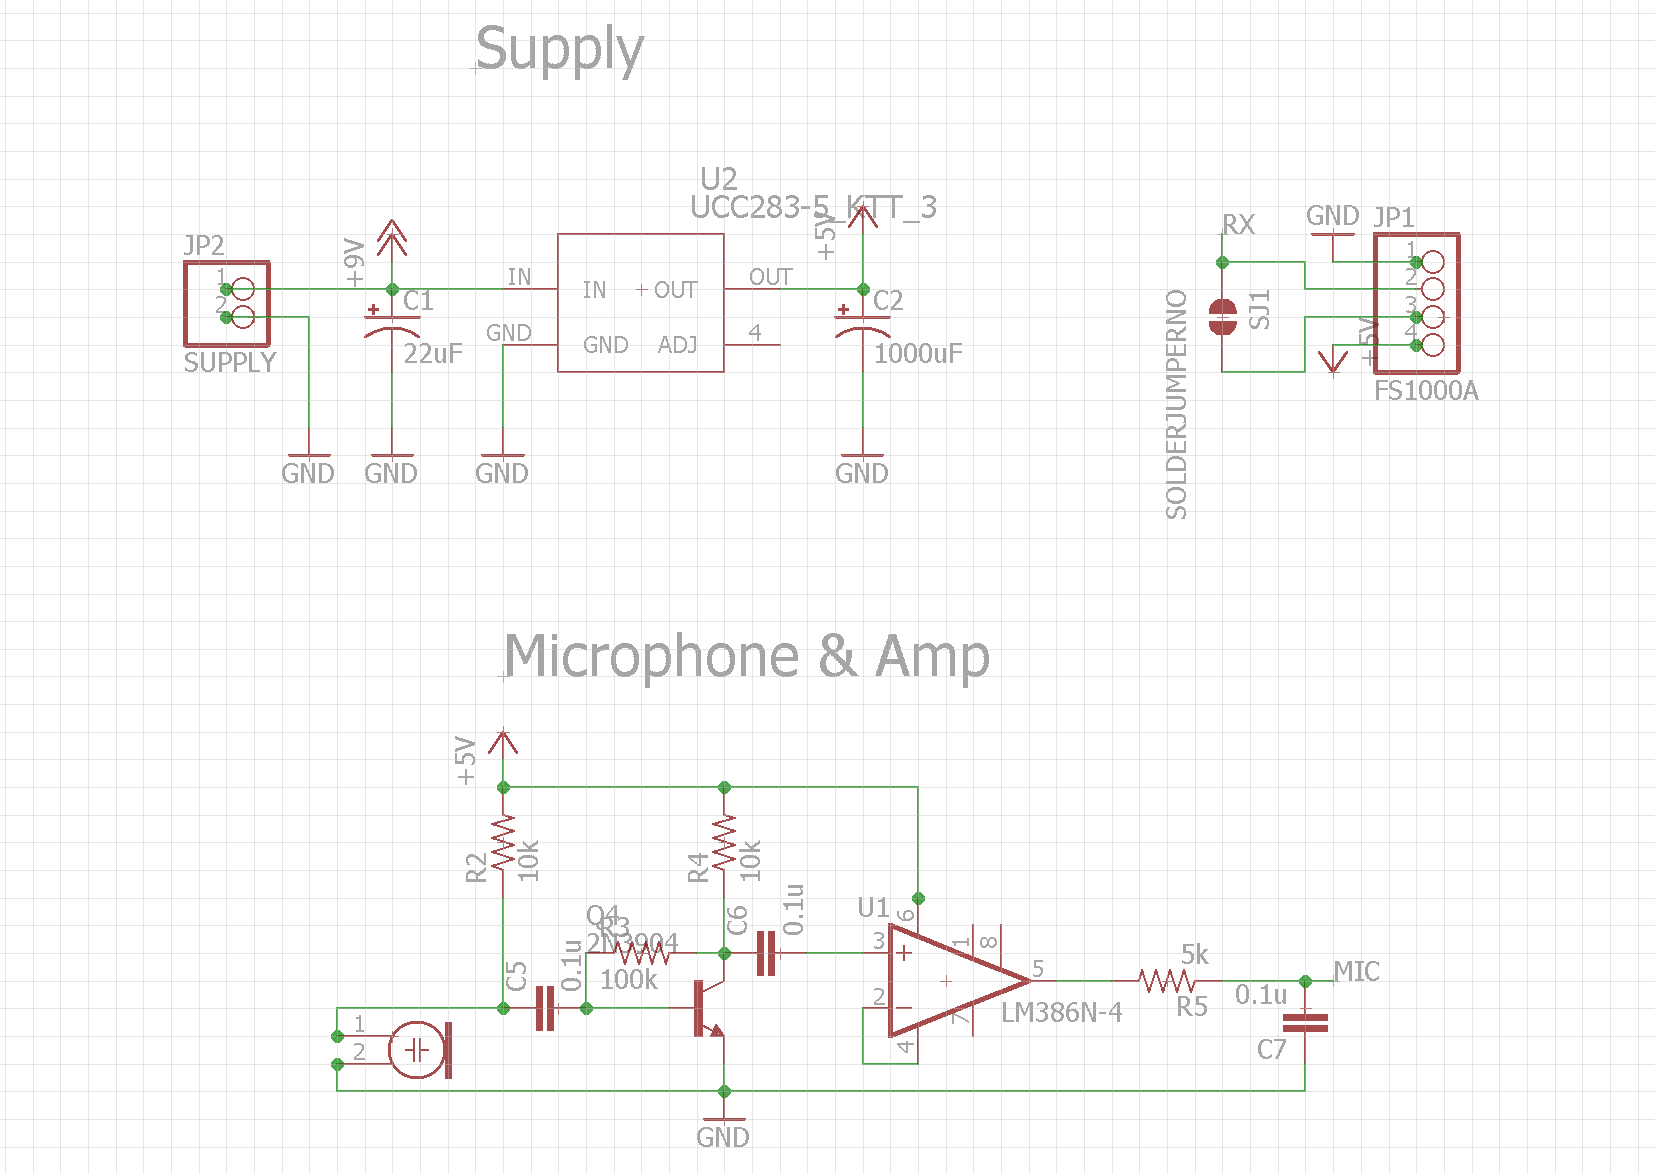 Supply
U2
UCC283-5_KTT_3
JP2
1
2
SUPPLY
+9V
C1
22uF
IN
GND
IN
OUT
GND
ADJ
OUT
4
+5V
C2
1000uF
GND
GND
GND
GND
RX
GND
JP1
1
2
3
4
+5V
FS1000A
SJ1
SOLDERJUMPERNO
Microphone & Amp
+5V
R2
10k
R4
10k
Q4
2N3904
R3
100k
C5
0.1u
C6
0.1u
U1
6
3
2
4
1
8
7
5
LM386N-4
5k
R5
0.1u
C7
MIC
1
2
GND